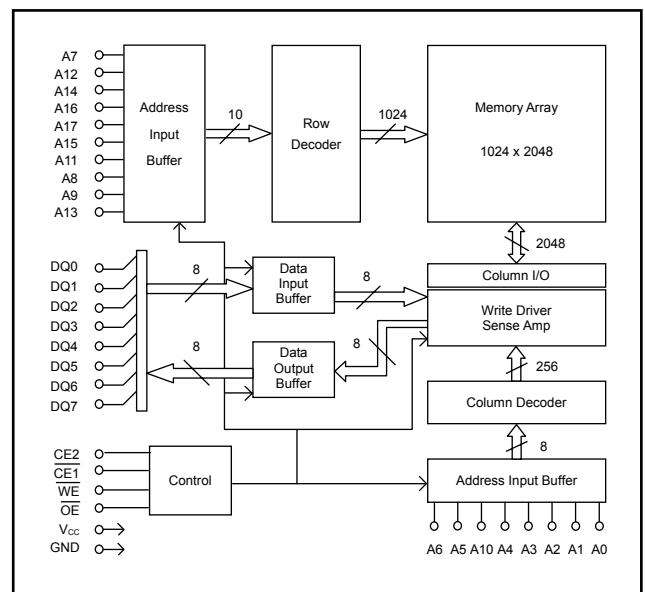 A7
A12
A14
A16
A17
A15
A11
A8
A9
A13
Address
Input
Buffer
10
Row
Decoder
1024
Memory Array
1024 x 2048
2048
DQ0
DQ1
DQ2
DQ3
DQ4
DQ5
DQ6
DQ7
8
8
Data
Input
Buffer
8
Data
Output
Buffer
8
Column I/O
Write Driver
Sense Amp
256
Column Decoder
8
Address Input Buffer
CE2
CE1
WE
OE
Vcc
GND
Control
A6 A5 A10 A4 A3 A2 A1 A0